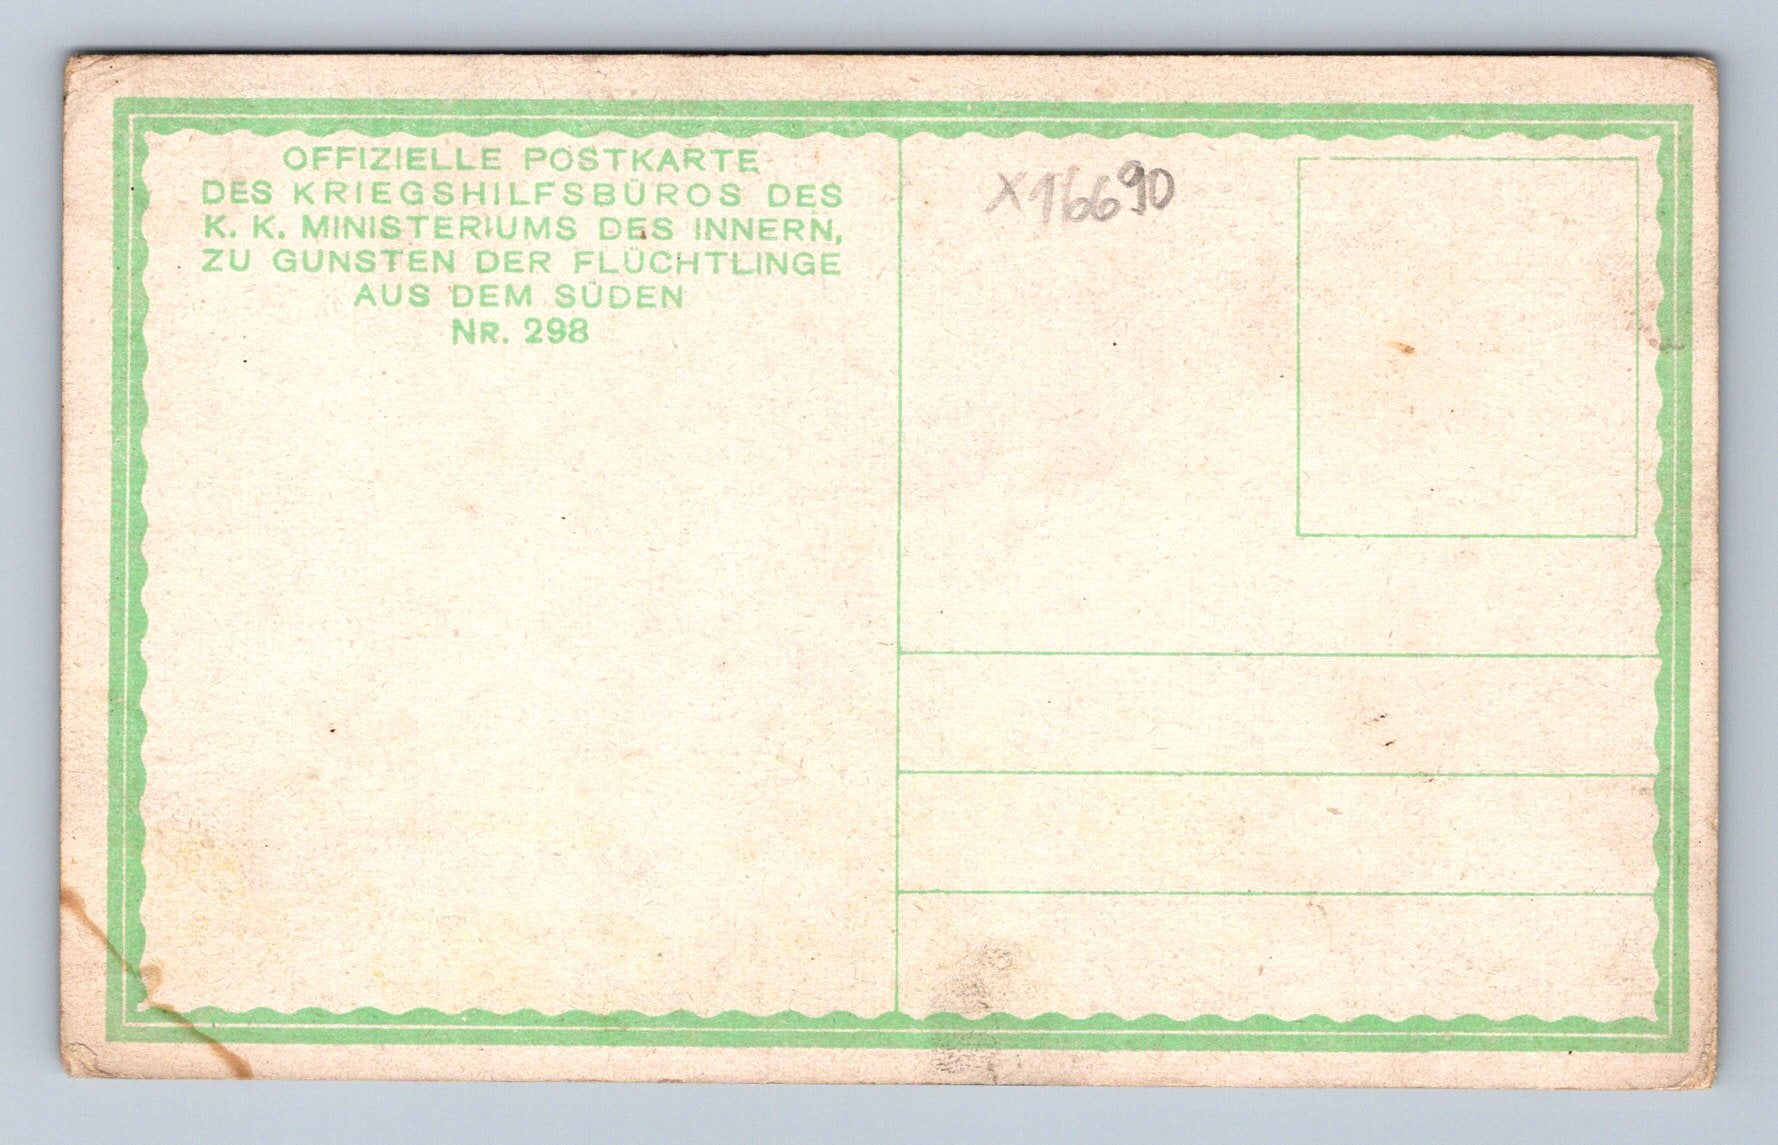 OFFIZIELLE POSTKARTE
DES KRIEGSHILFSBÜROS DES
K. K. MINISTERIUMS DES INNERN,
ZU GUNSTEN DER FLÜCHTLINGE
AUS DEM SÜDEN
NR. 298
X16690